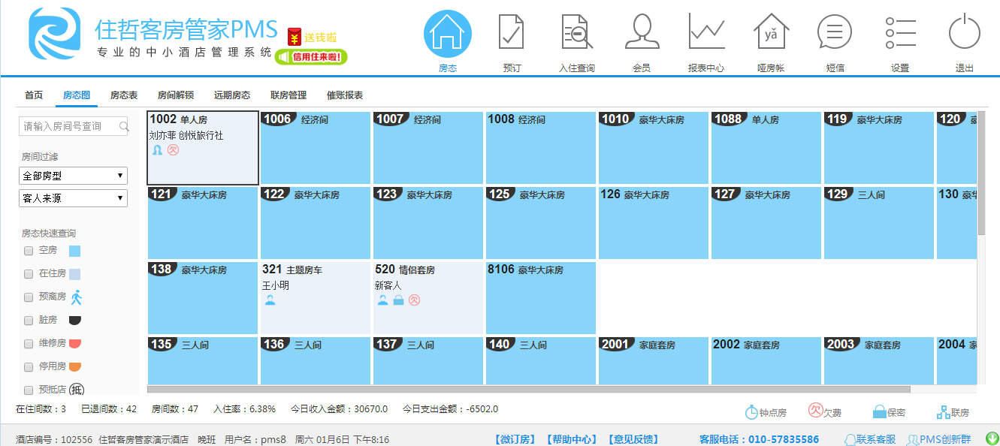 住哲客房管家PMS
送钱啦
专业的中小酒店管理系统
信用住来啦!
房态 预订 入住查询 会员 报表中心 哑房帐 短信 设置 退出
yǎ
首页 房态图 房态表 房间解锁 远期房态 联房管理 催账报表
请输入房间号查询
房间过滤
全部房型
客人来源
房态快速查询
空房
在住房
预离房
脏房
维修房
停用房
预抵店 抵
1002 单人房
刘亦菲 创悦旅行社
欠
1006 经济间
1007 经济间
1008 经济间
1010 豪华大床房
1088 单人房
119 豪华大床房
120
121 豪华大床房
122 豪华大床房
123 豪华大床房
125 豪华大床房
126 豪华大床房
127 豪华大床房
129 三人间
130 豪华
138 豪华大床房
321 主题房车
王小明
520 情侣套房
新客人
欠
8106 豪华大床房
135 三人间
136 三人间
137 三人间
140 三人间
2001 家庭套房
2002 家庭套房
2003 家庭套房
2004
在住间数：3 已退间数：42 房间数：47 入住率：6.38% 今日收入金额：30670.0 今日支出金额：-6502.0
钟点房 欠 欠费 保密 联房
酒店编号：102556 住哲客房管家演示酒店 晚班 用户名：pms8 周六 01月6日 下午8:16
【微订房】 【帮助中心】 【意见反馈】 客服电话：010-57835586 联系客服 PMS创新群